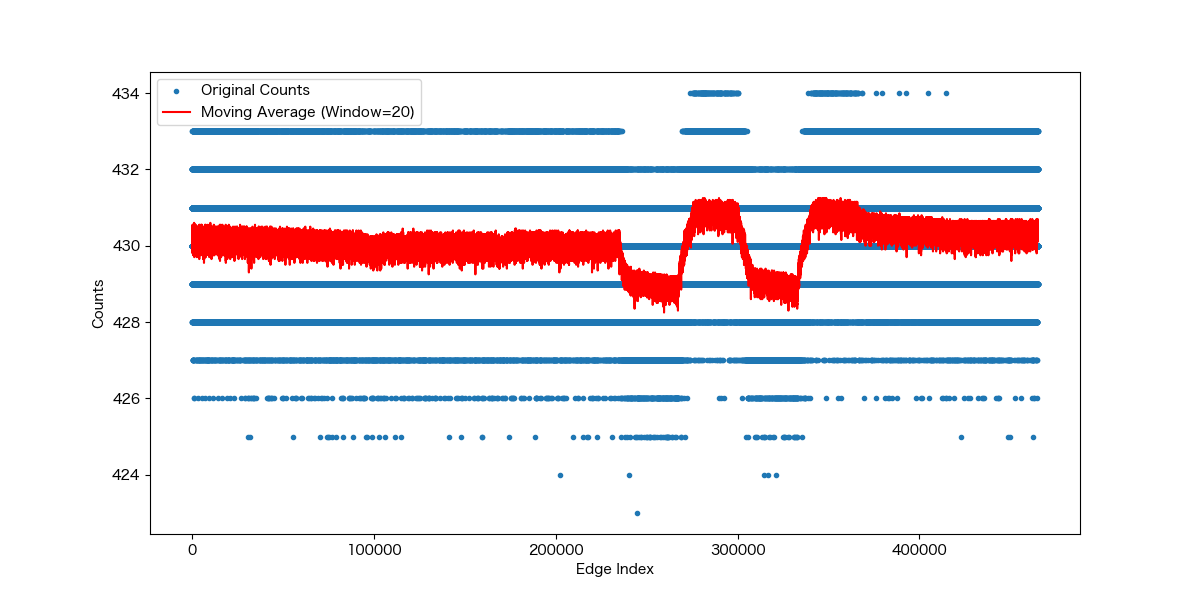 Original Counts
Moving Average (Window=20)
434
432
430
428
426
424
Counts
0
100000
200000
300000
400000
Edge Index